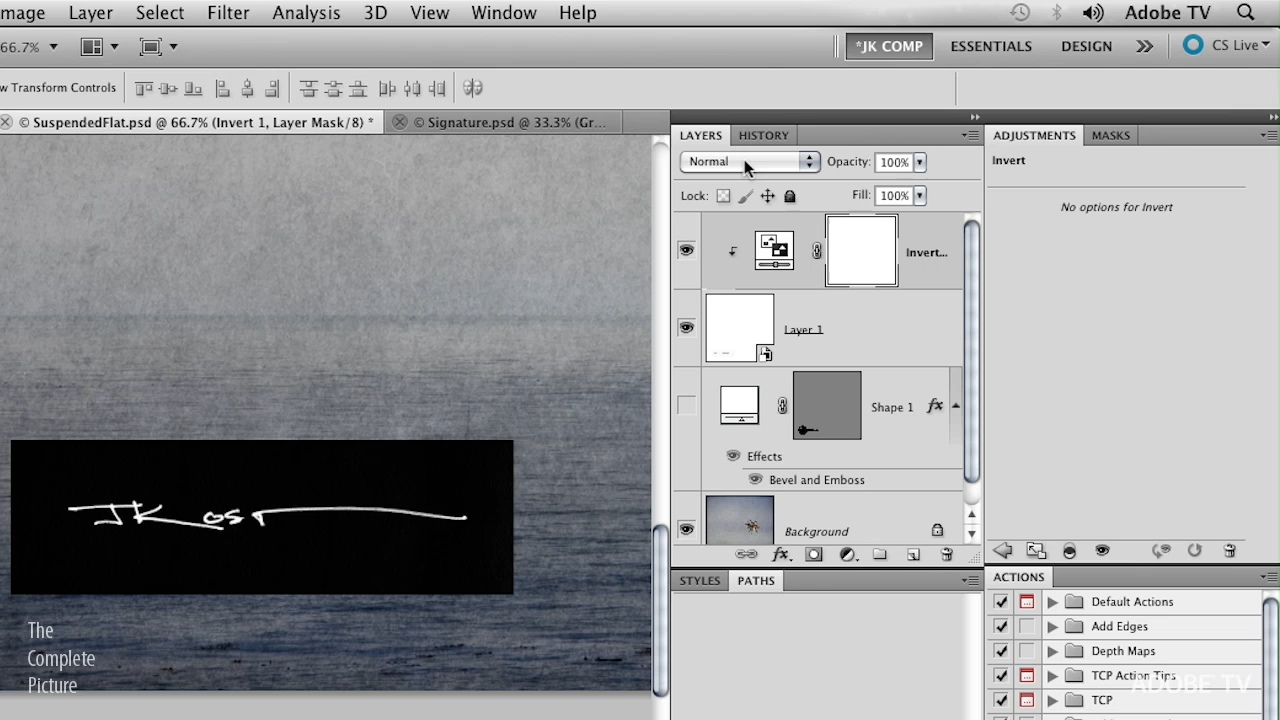 mage Layer Select Filter Analysis 3D View Window Help Adobe TV
66.7% *JK COMP ESSENTIALS DESIGN CS Live
w Transform Controls
© SuspendedFlat.psd @ 66.7% (Invert 1, Layer Mask/8) * © Signature.psd @ 33.3% (Gr...
LAYERS HISTORY ADJUSTMENTS MASKS
Normal Opacity: 100% Invert
Lock: Fill: 100% No options for Invert
Invert...
Layer 1
Shape 1 fx
Effects
Bevel and Emboss
JKost
Background
fx
STYLES PATHS ACTIONS
Default Actions
Add Edges
Depth Maps
TCP Action Tips
TCP
The
Complete
Picture
ADOBE TV